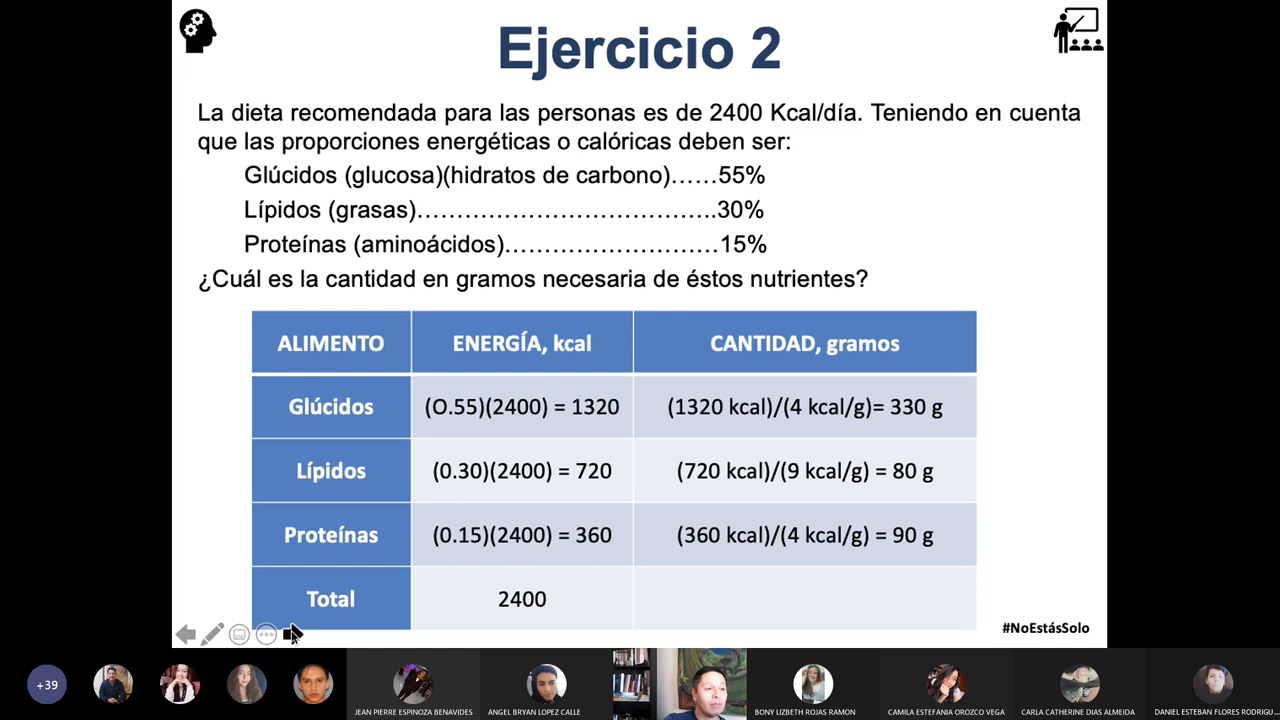 Ejercicio 2
La dieta recomendada para las personas es de 2400 Kcal/día. Teniendo en cuenta
que las proporciones energéticas o calóricas deben ser:
Glúcidos (glucosa)(hidratos de carbono)……55%
Lípidos (grasas)………………………………..30%
Proteínas (aminoácidos)………………………15%
¿Cuál es la cantidad en gramos necesaria de éstos nutrientes?
ALIMENTO ENERGÍA, kcal CANTIDAD, gramos
Glúcidos (O.55)(2400) = 1320 (1320 kcal)/(4 kcal/g)= 330 g
Lípidos (0.30)(2400) = 720 (720 kcal)/(9 kcal/g) = 80 g
Proteínas (0.15)(2400) = 360 (360 kcal)/(4 kcal/g) = 90 g
Total 2400
#NoEstásSolo
+39
JEAN PIERRE ESPINOZA BENAVIDES ANGEL BRYAN LOPEZ CALLE BONY LIZBETH ROJAS RAMON CAMILA ESTEFANIA OROZCO VEGA CARLA CATHERINE DIAS ALMEIDA DANIEL ESTEBAN FLORES RODRIGU...